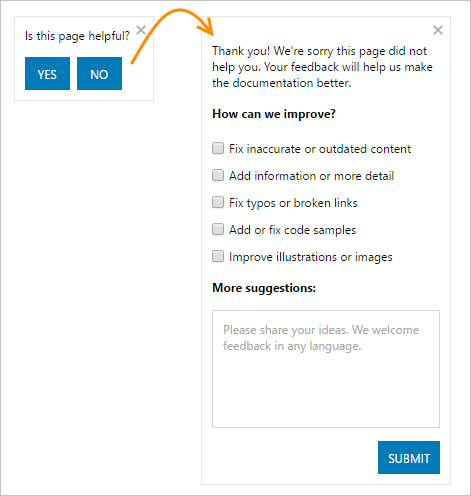 Is this page helpful?
YES NO
Thank you! We're sorry this page did not
help you. Your feedback will help us make
the documentation better.
How can we improve?
Fix inaccurate or outdated content
Add information or more detail
Fix typos or broken links
Add or fix code samples
Improve illustrations or images
More suggestions:
Please share your ideas. We welcome
feedback in any language.
SUBMIT